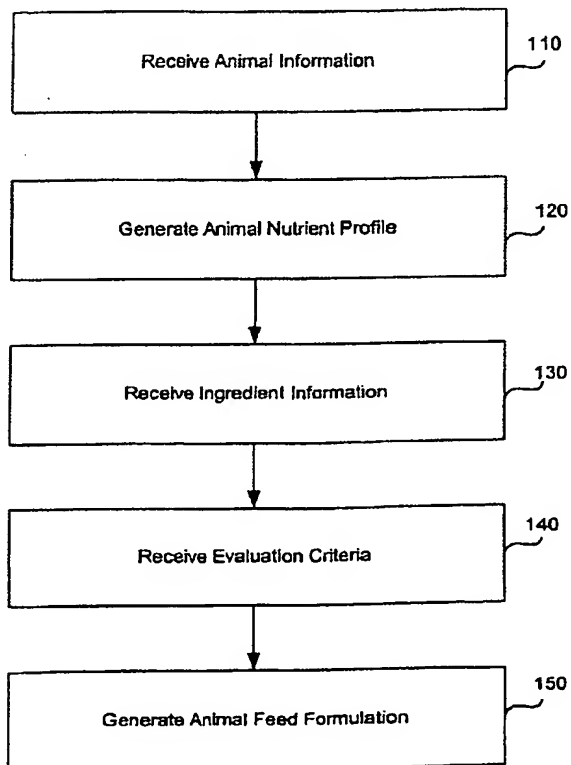 Receive Animal Information
110
Generate Animal Nutrient Profile
120
Receive Ingredient Information
130
Receive Evaluation Criteria
140
Generate Animal Feed Formulation
150